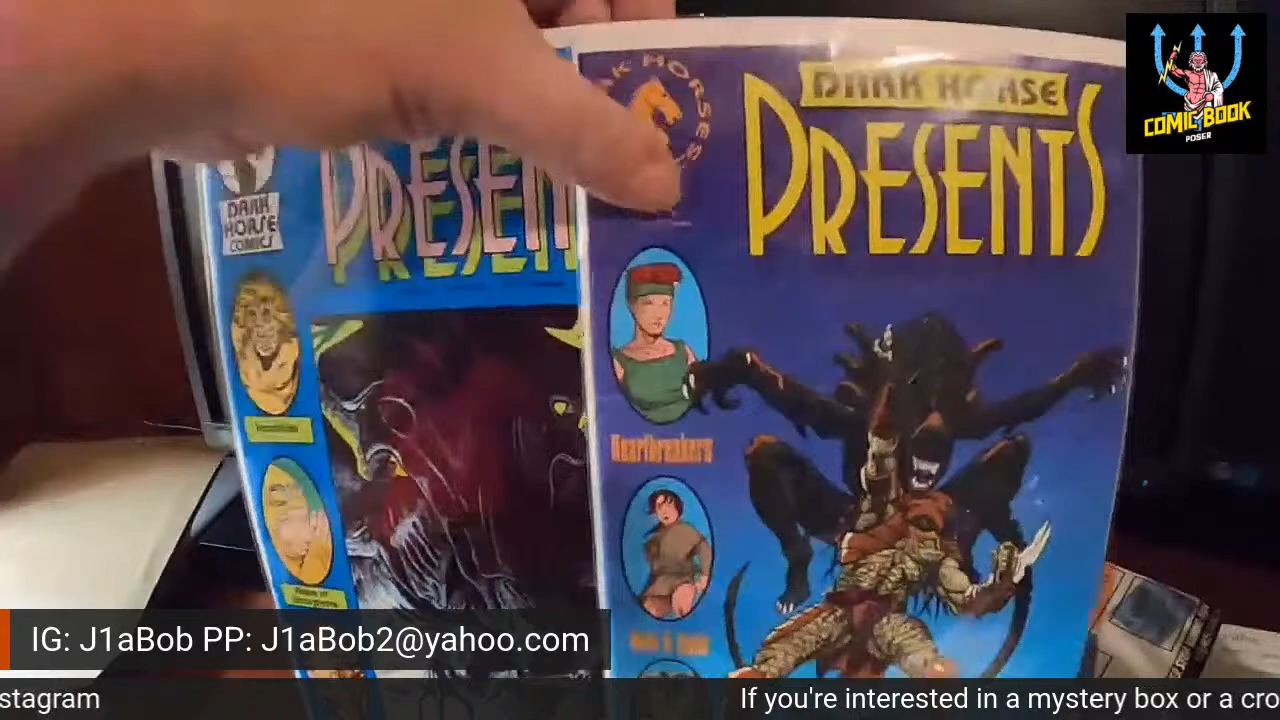 DARK HORSE
PRESENTS
PRESEN
DARK
HORSE
COMICS
Heartbreakers
COMIC BOOK
POSER
IG: J1aBob PP: J1aBob2@yahoo.com
stagram
If you're interested in a mystery box or a cro